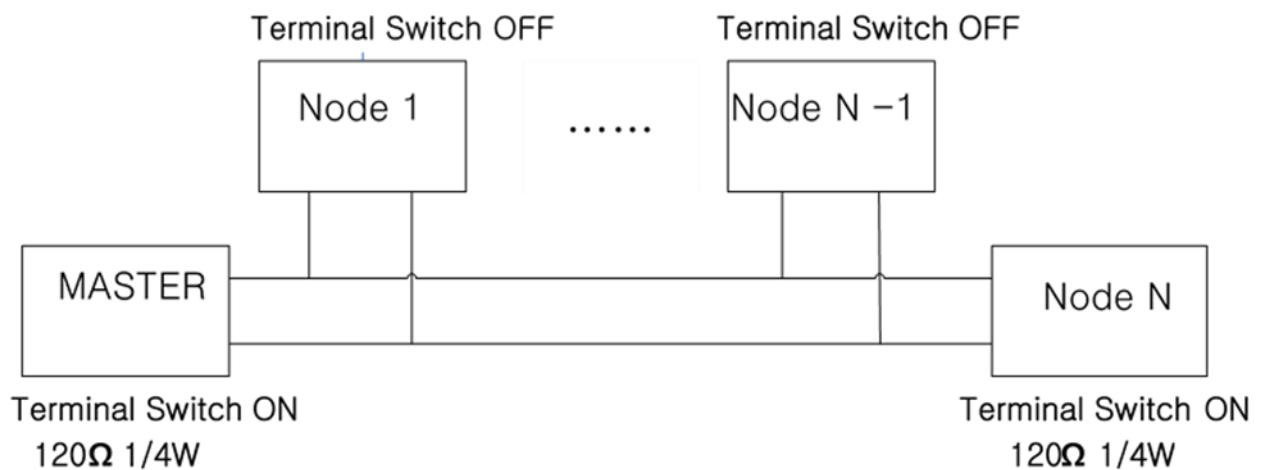 Terminal Switch OFF
Terminal Switch OFF
Node 1
......
Node N -1
MASTER
Node N
Terminal Switch ON
120Ω 1/4W
Terminal Switch ON
120Ω 1/4W